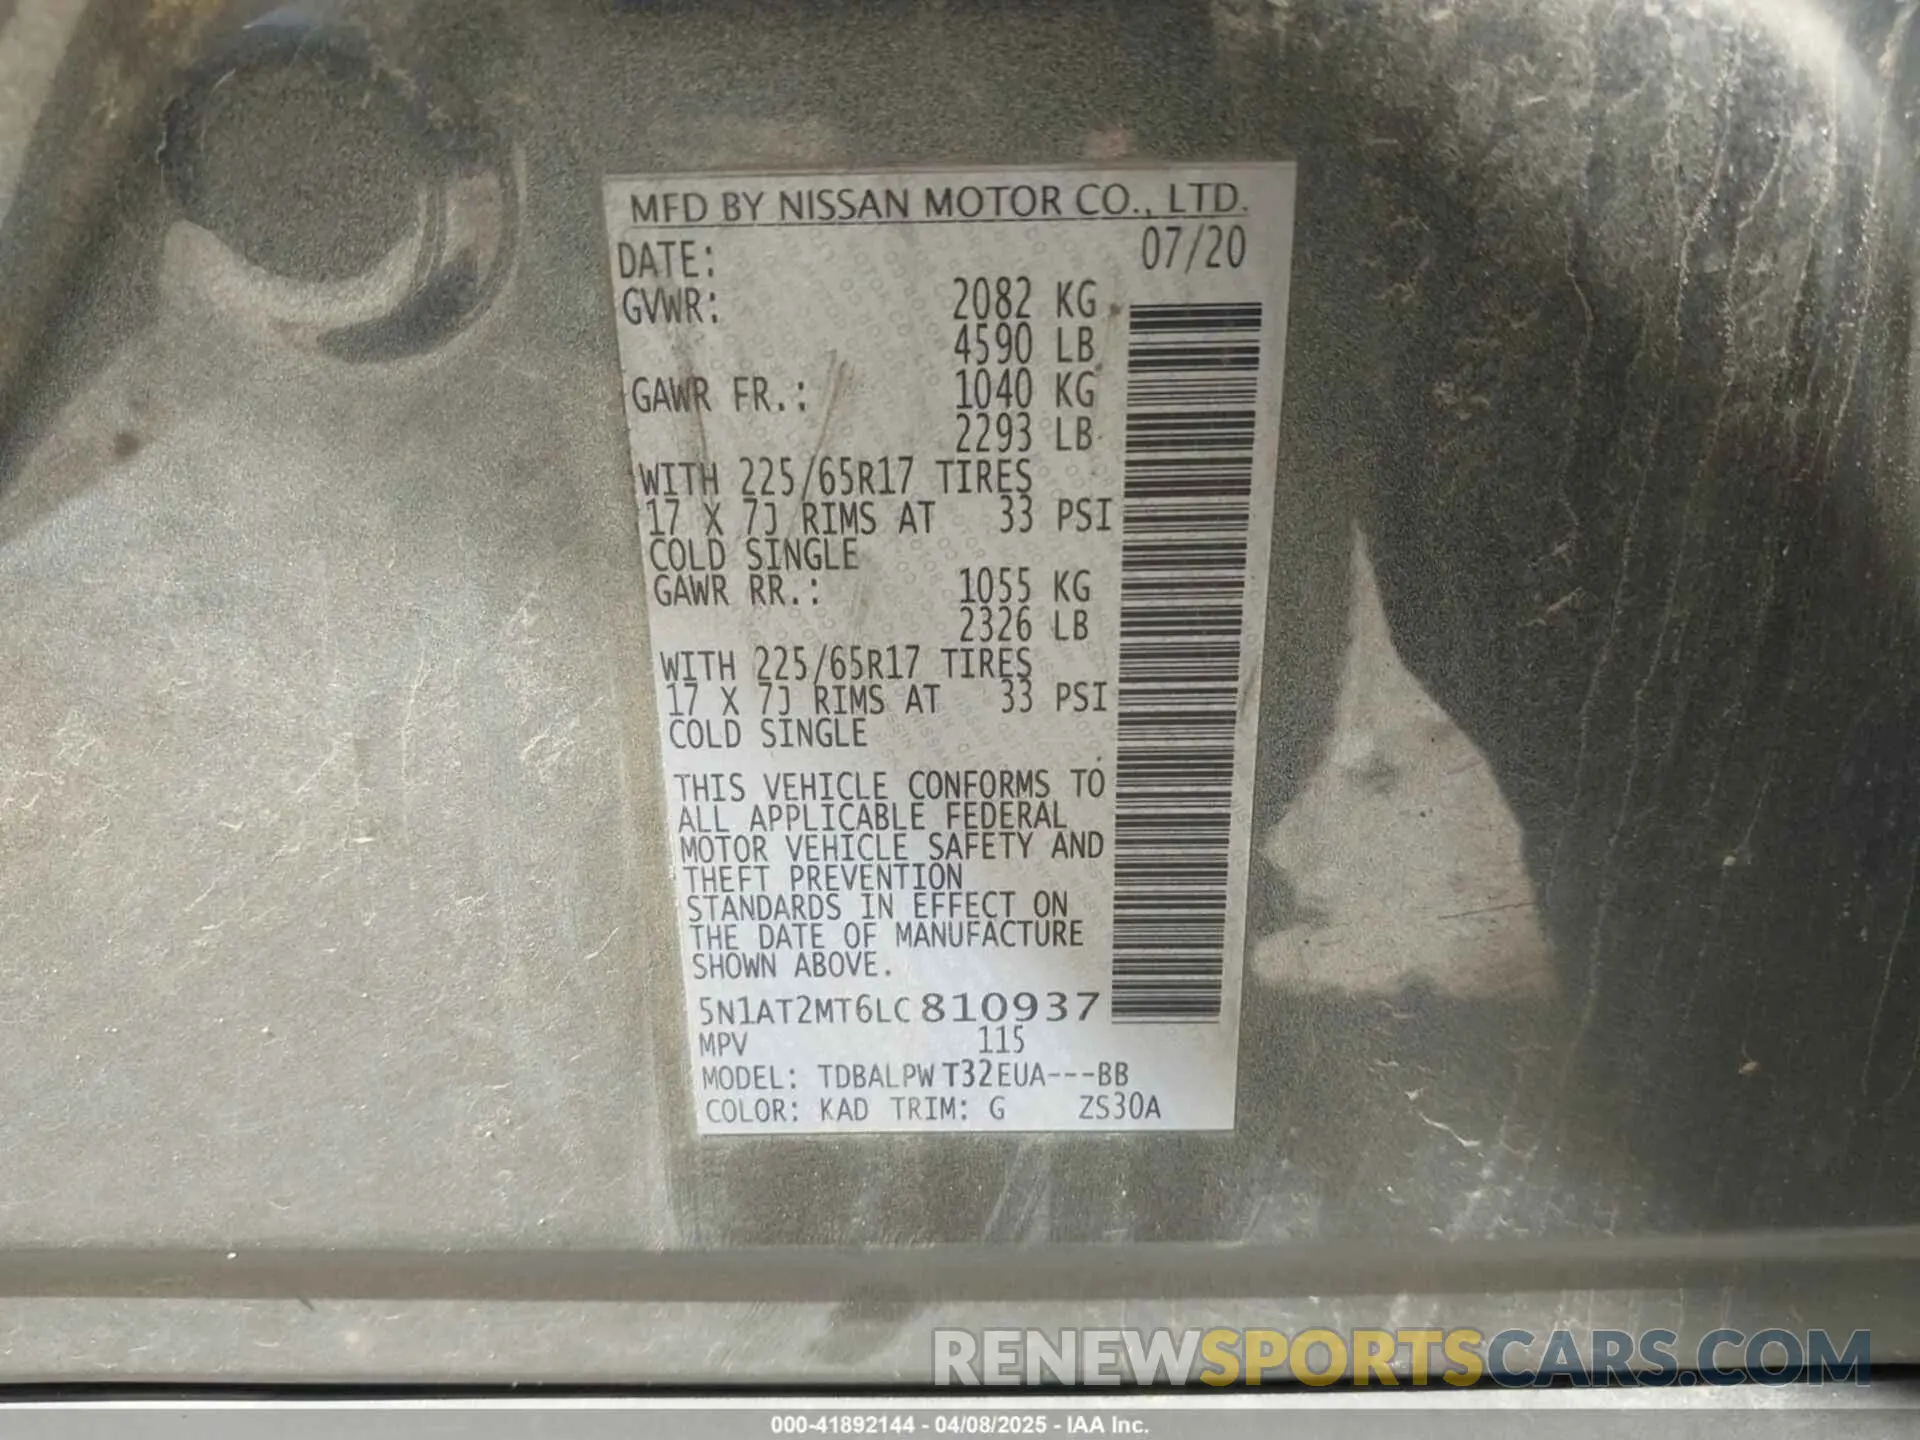 MFD BY NISSAN MOTOR CO., LTD.
DATE: 07/20
GVWR: 2082 KG
4590 LB
GAWR FR.: 1040 KG
2293 LB
WITH 225/65R17 TIRES
17 X 7J RIMS AT 33 PSI
COLD SINGLE
GAWR RR.: 1055 KG
2326 LB
WITH 225/65R17 TIRES
17 X 7J RIMS AT 33 PSI
COLD SINGLE
THIS VEHICLE CONFORMS TO
ALL APPLICABLE FEDERAL
MOTOR VEHICLE SAFETY AND
THEFT PREVENTION
STANDARDS IN EFFECT ON
THE DATE OF MANUFACTURE
SHOWN ABOVE.
5N1AT2MT6LC810937
MPV 115
MODEL: TDBALPW T32EUA---BB
COLOR: KAD TRIM: G ZS30A
RENEWSPORTSCARS.COM
000-41892144 - 04/08/2025 - IAA Inc.